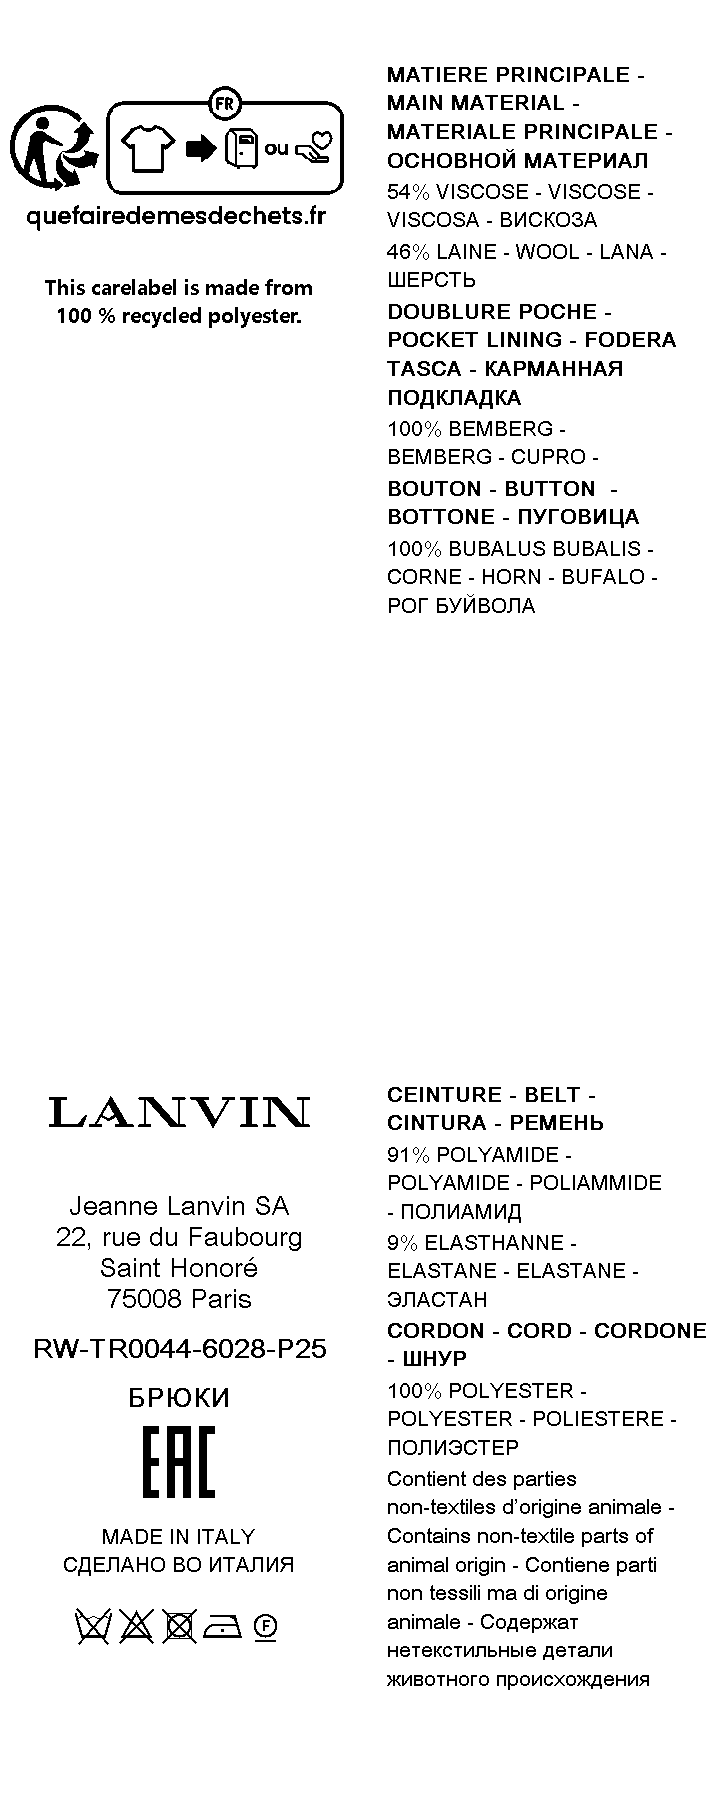 FR
ou
quefairedemesdechets.fr
This carelabel is made from
100 % recycled polyester.
MATIERE PRINCIPALE -
MAIN MATERIAL -
MATERIALE PRINCIPALE -
ОСНОВНОЙ МАТЕРИАЛ
54% VISCOSE - VISCOSE -
VISCOSA - ВИСКОЗА
46% LAINE - WOOL - LANA -
ШЕРСТЬ
DOUBLURE POCHE -
POCKET LINING - FODERA
TASCA - КАРМАННАЯ
ПОДКЛАДКА
100% BEMBERG -
BEMBERG - CUPRO -
BOUTON - BUTTON  -
BOTTONE - ПУГОВИЦА
100% BUBALUS BUBALIS -
CORNE - HORN - BUFALO -
РОГ БУЙВОЛА
LANVIN
Jeanne Lanvin SA
22, rue du Faubourg
Saint Honoré
75008 Paris
RW-TR0044-6028-P25
БРЮКИ
EAC
MADE IN ITALY
СДЕЛАНО ВО ИТАЛИЯ
F
CEINTURE - BELT -
CINTURA - РЕМЕНЬ
91% POLYAMIDE -
POLYAMIDE - POLIAMMIDE
- ПОЛИАМИД
9% ELASTHANNE -
ELASTANE - ELASTANE -
ЭЛАСТАН
CORDON - CORD - CORDONE
- ШНУР
100% POLYESTER -
POLYESTER - POLIESTERE -
ПОЛИЭСТЕР
Contient des parties
non-textiles d’origine animale -
Contains non-textile parts of
animal origin - Contiene parti
non tessili ma di origine
animale - Содержат
нетекстильные детали
животного происхождения